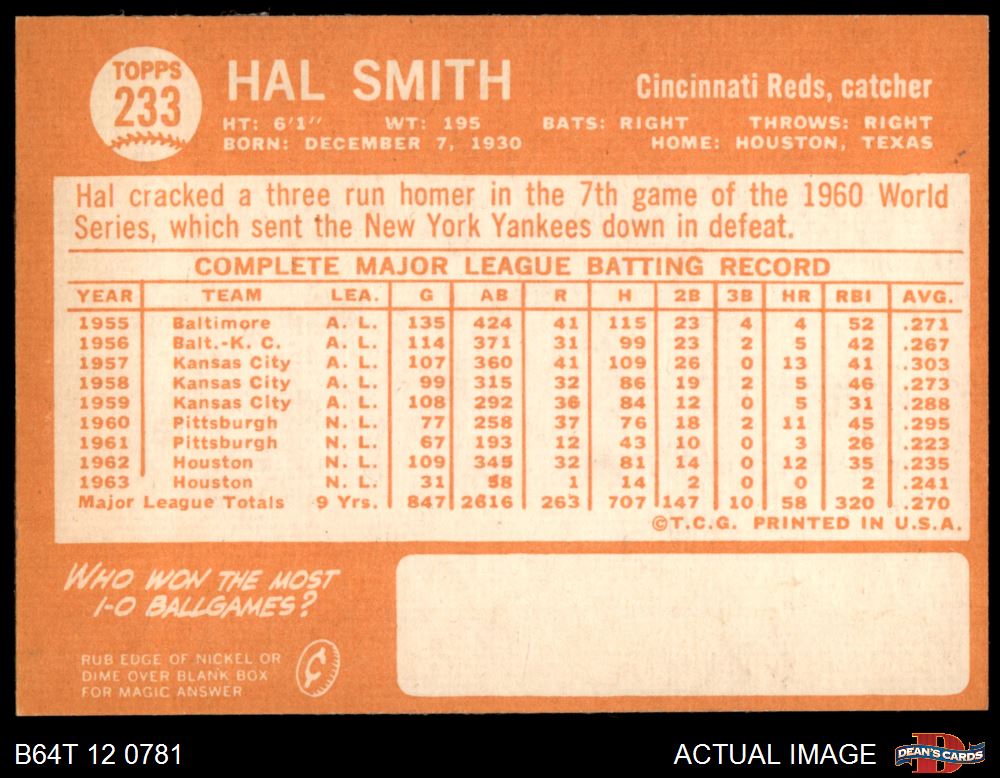 TOPPS
233
HAL SMITH
Cincinnati Reds, catcher
HT: 6'1" WT: 195 BATS: RIGHT THROWS: RIGHT
BORN: DECEMBER 7, 1930 HOME: HOUSTON, TEXAS
Hal cracked a three run homer in the 7th game of the 1960 World
Series, which sent the New York Yankees down in defeat.
COMPLETE MAJOR LEAGUE BATTING RECORD
YEAR TEAM LEA. G AB R H 2B 3B HR RBI AVG.
1955 Baltimore A. L. 135 424 41 115 23 4 4 52 .271
1956 Balt.-K. C. A. L. 114 371 31 99 23 2 5 42 .267
1957 Kansas City A. L. 107 360 41 109 26 0 13 41 .303
1958 Kansas City A. L. 99 315 32 86 19 2 5 46 .273
1959 Kansas City A. L. 108 292 36 84 12 0 5 31 .288
1960 Pittsburgh N. L. 77 258 37 76 18 2 11 45 .295
1961 Pittsburgh N. L. 67 193 12 43 10 0 3 26 .223
1962 Houston N. L. 109 345 32 81 14 0 12 35 .235
1963 Houston N. L. 31 58 1 14 2 0 0 2 .241
Major League Totals 9 Yrs. 847 2616 263 707 147 10 58 320 .270
©T.C.G. PRINTED IN U.S.A.
WHO WON THE MOST
1-0 BALLGAMES?
RUB EDGE OF NICKEL OR
DIME OVER BLANK BOX
FOR MAGIC ANSWER
B64T 12 0781 ACTUAL IMAGE
DEAN'S CARDS